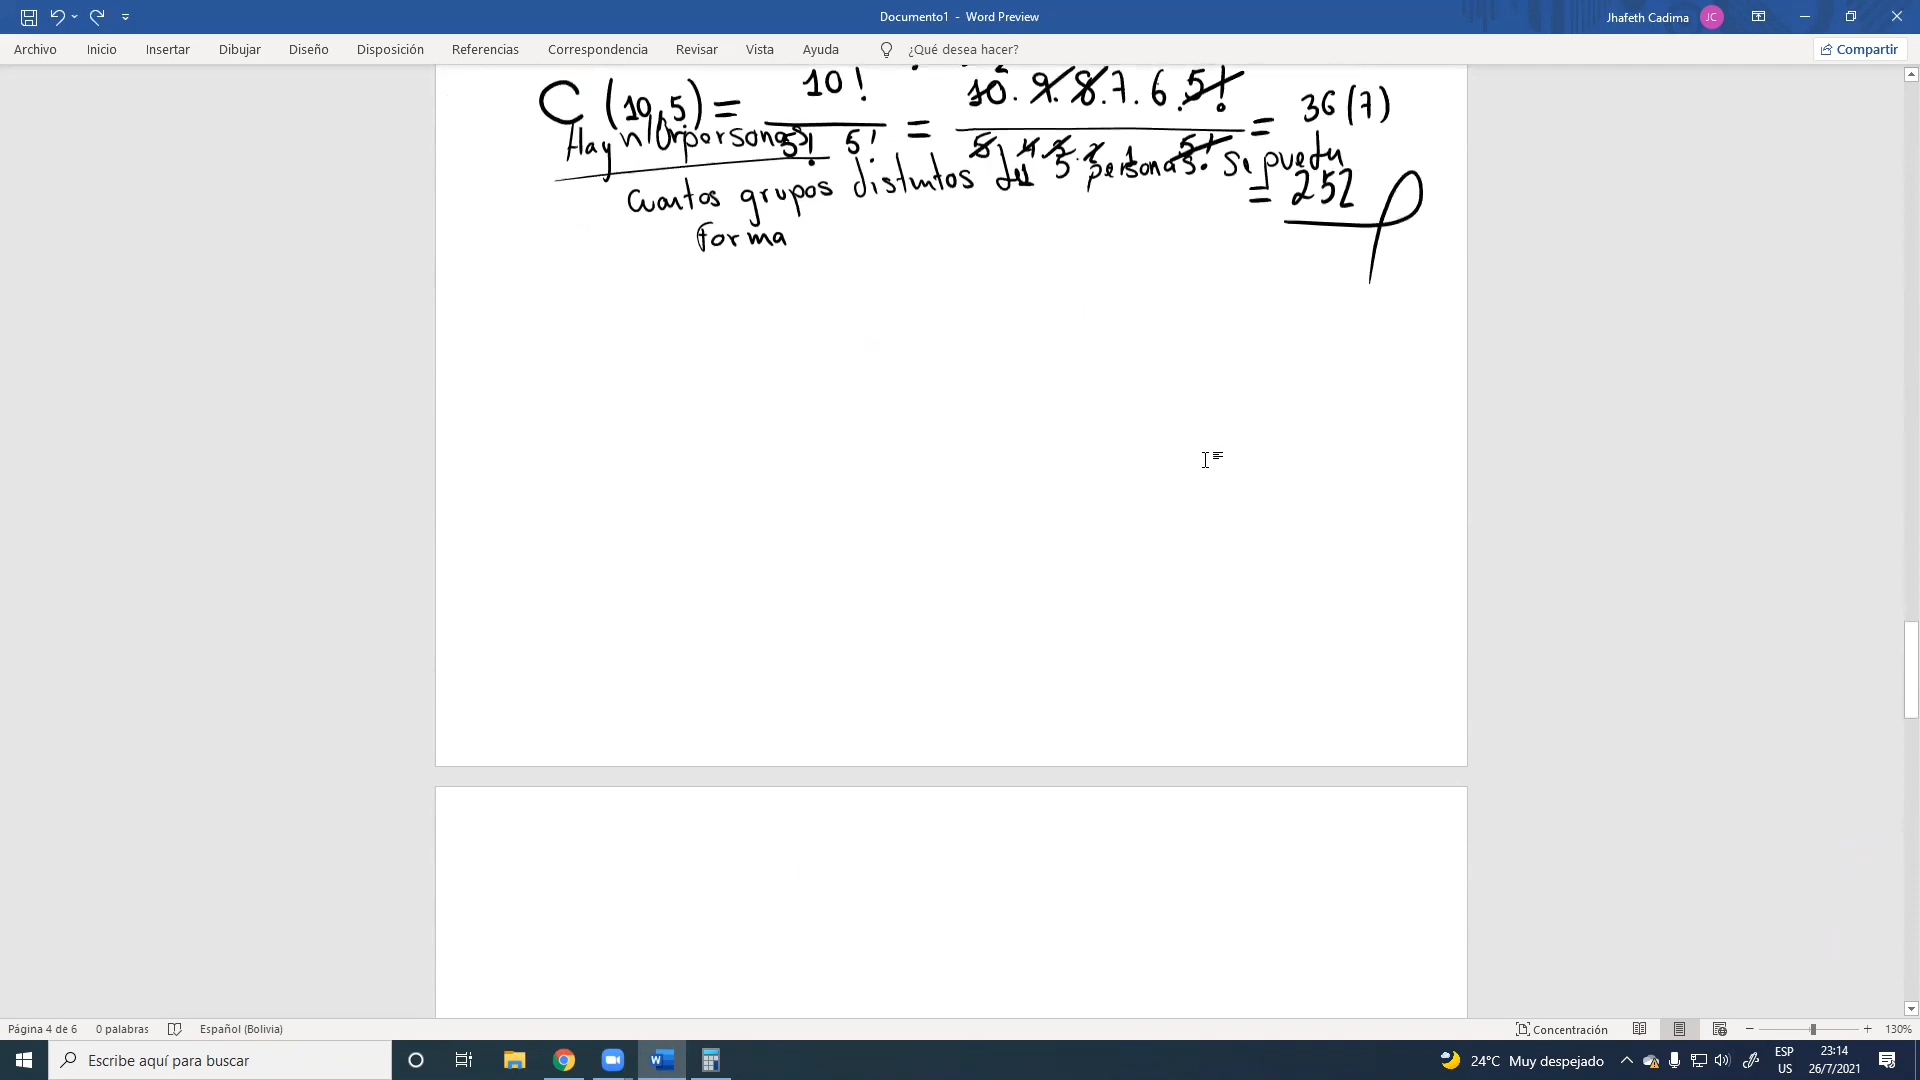 Documento1 - Word Preview
Jhafeth Cadima
JC
Archivo Inicio Insertar Dibujar Diseño Disposición Referencias Correspondencia Revisar Vista Ayuda ¿Qué desea hacer? Compartir
C (10,5) = 10! / 5! 5! = 10. 9. 8. 7. 6. 5! / 5 4 3. 2 1 5! = 36 (7)
= 252
Hay 10 personas
Cuantos grupos distintos de 5 personas se puede
forma
Página 4 de 6 0 palabras Español (Bolivia) Concentración 130%
Escribe aquí para buscar
24°C Muy despejado
ESP
US
23:14
26/7/2021